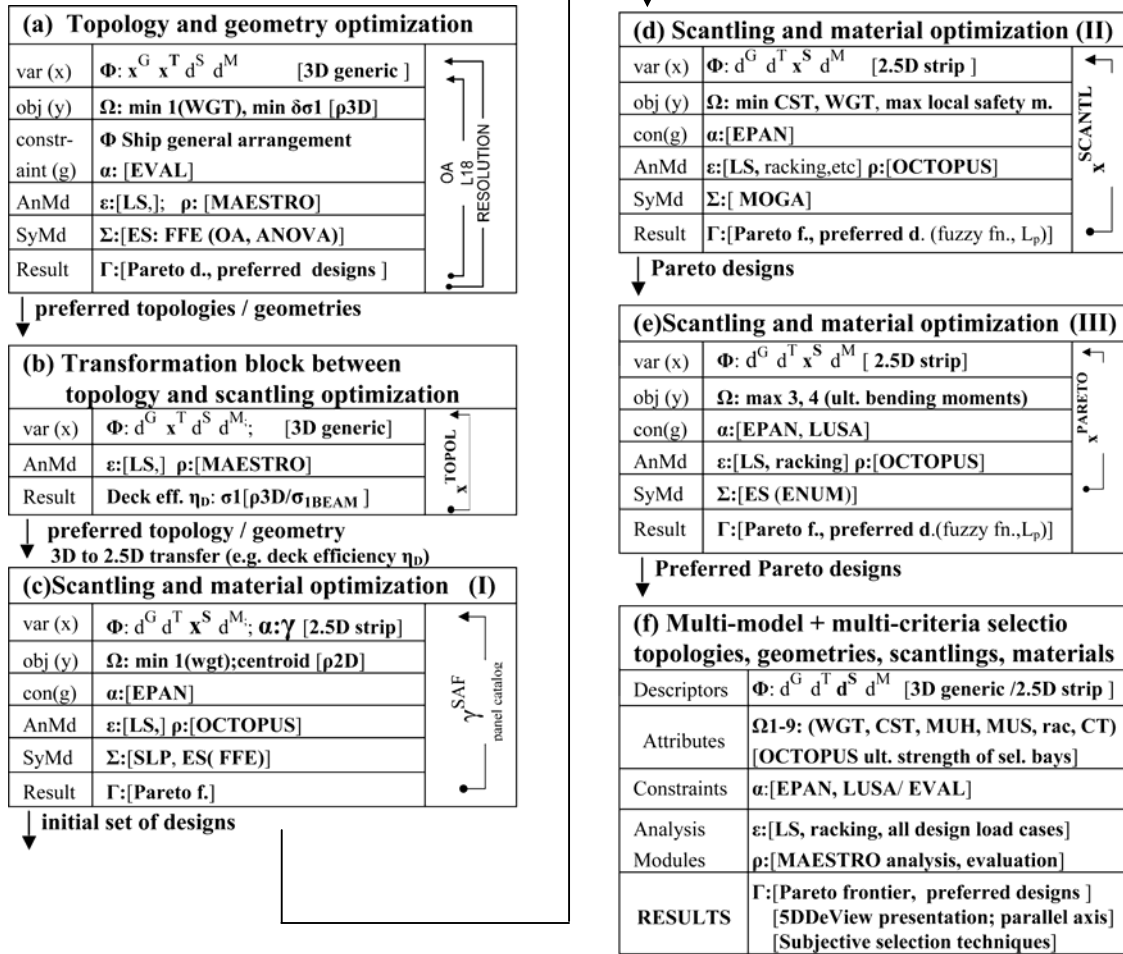 (a) Topology and geometry optimization
var (x) Φ: x^G x^T d^S d^M [3D generic ]
obj (y) Ω: min 1(WGT), min δσ1 [ρ3D]
constr- Φ Ship general arrangement
aint (g) α: [EVAL]
AnMd ε:[LS,]; ρ: [MAESTRO]
SyMd Σ:[ES: FFE (OA, ANOVA)]
Result Γ:[Pareto d., preferred designs ]
OA
L18
RESOLUTION
preferred topologies / geometries
(b) Transformation block between
topology and scantling optimization
var (x) Φ: d^G x^T d^S d^M; [3D generic]
AnMd ε:[LS,] ρ:[MAESTRO]
Result Deck eff. η_D: σ1[ρ3D/σ_1BEAM ]
x^TOPOL
preferred topology / geometry
3D to 2.5D transfer (e.g. deck efficiency η_D)
(c)Scantling and material optimization (I)
var (x) Φ: d^G d^T x^S d^M; α:γ [2.5D strip]
obj (y) Ω: min 1(wgt);centroid [ρ2D]
con(g) α:[EPAN]
AnMd ε:[LS,] ρ:[OCTOPUS]
SyMd Σ:[SLP, ES( FFE)]
Result Γ:[Pareto f.]
γ^SAF
panel catalog
initial set of designs
(d) Scantling and material optimization (II)
var (x) Φ: d^G d^T x^S d^M [2.5D strip ]
obj (y) Ω: min CST, WGT, max local safety m.
con(g) α:[EPAN]
AnMd ε:[LS, racking,etc] ρ:[OCTOPUS]
SyMd Σ:[ MOGA]
Result Γ:[Pareto f., preferred d. (fuzzy fn., L_p)]
x^SCANTL
Pareto designs
(e)Scantling and material optimization (III)
var (x) Φ: d^G d^T x^S d^M [ 2.5D strip]
obj (y) Ω: max 3, 4 (ult. bending moments)
con(g) α:[EPAN, LUSA]
AnMd ε:[LS, racking] ρ:[OCTOPUS]
SyMd Σ:[ES (ENUM)]
Result Γ:[Pareto f., preferred d.(fuzzy fn.,L_p)]
x^PARETO
Preferred Pareto designs
(f) Multi-model + multi-criteria selectio
topologies, geometries, scantlings, materials
Descriptors Φ: d^G d^T d^S d^M [3D generic /2.5D strip ]
Attributes Ω1-9: (WGT, CST, MUH, MUS, rac, CT)
[OCTOPUS ult. strength of sel. bays]
Constraints α:[EPAN, LUSA/ EVAL]
Analysis ε:[LS, racking, all design load cases]
Modules ρ:[MAESTRO analysis, evaluation]
RESULTS Γ:[Pareto frontier, preferred designs ]
[5DDeView presentation; parallel axis]
[Subjective selection techniques]